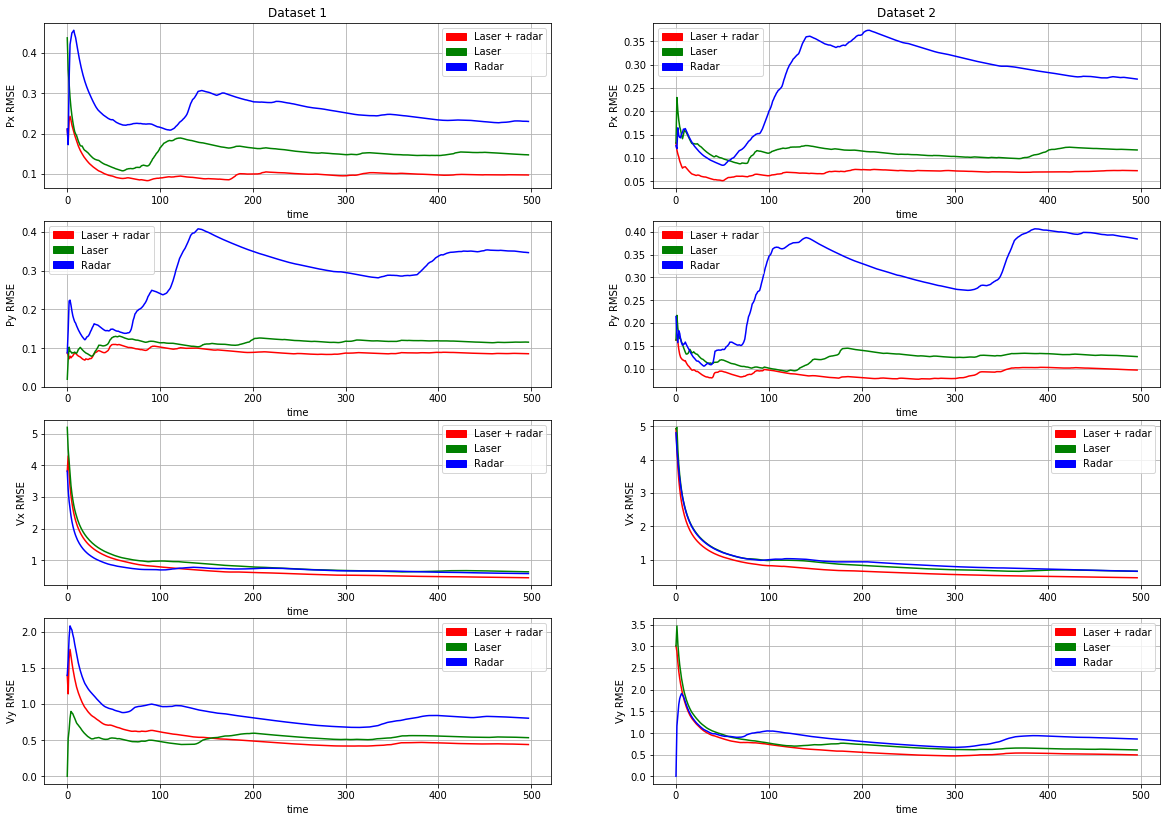 Dataset 1
Px RMSE
0.4
0.3
0.2
0.1
Laser + radar
Laser
Radar
0 100 200 300 400 500
time
Dataset 2
Px RMSE
0.35
0.30
0.25
0.20
0.15
0.10
0.05
Laser + radar
Laser
Radar
0 100 200 300 400 500
time
Py RMSE
0.4
0.3
0.2
0.1
0.0
Laser + radar
Laser
Radar
0 100 200 300 400 500
time
Py RMSE
0.40
0.35
0.30
0.25
0.20
0.15
0.10
Laser + radar
Laser
Radar
0 100 200 300 400 500
time
Vx RMSE
5
4
3
2
1
Laser + radar
Laser
Radar
0 100 200 300 400 500
time
Vx RMSE
5
4
3
2
1
Laser + radar
Laser
Radar
0 100 200 300 400 500
time
Vy RMSE
2.0
1.5
1.0
0.5
0.0
Laser + radar
Laser
Radar
0 100 200 300 400 500
time
Vy RMSE
3.5
3.0
2.5
2.0
1.5
1.0
0.5
0.0
Laser + radar
Laser
Radar
0 100 200 300 400 500
time